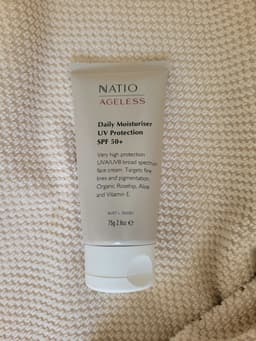 NATIO
AGELESS
Daily Moisturiser
UV Protection
SPF 50+
Very high protection
UVA/UVB broad spectrum
face cream. Targets fine
lines and pigmentation.
Organic Rosehip, Aloe
and Vitamin E.
AUST L
75g 2.6oz e